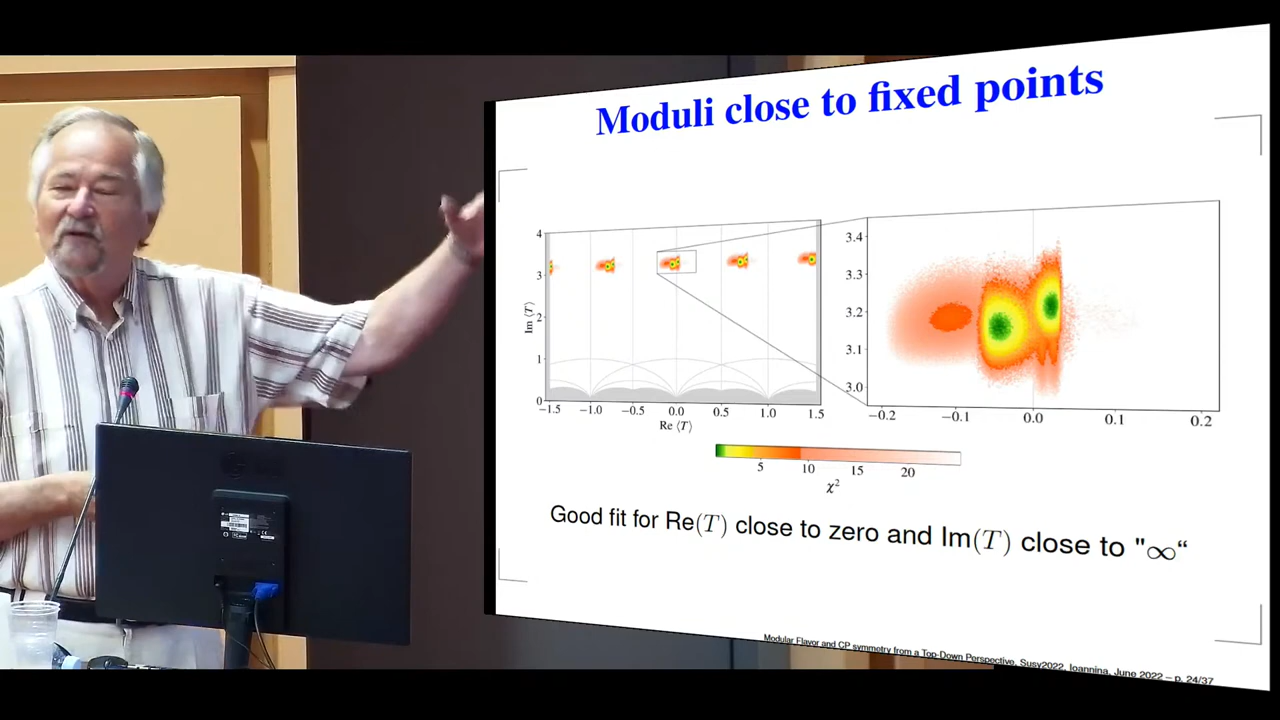 Moduli close to fixed points
4
3
2
1
0
Im ⟨T⟩
−1.5 −1.0 −0.5 0.0 0.5 1.0 1.5
Re ⟨T⟩
3.4
3.3
3.2
3.1
3.0
−0.2 −0.1 0.0 0.1 0.2
5 10 15 20
χ²
Good fit for Re(T) close to zero and Im(T) close to "∞“
Modular Flavor and CP symmetry from a Top-Down Perspective, Susy2022, Ioannina, June 2022 – p. 24/37